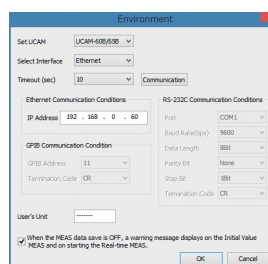 Environment
Set UCAM UCAM-60B/65B
Select Interface Ethernet
Timeout (sec) 10 Communication
Ethernet Communication Conditions
IP Address 192 . 168 . 0 . 60
GPIB Communication Condition
GPIB Address 11
Termination Code CR
RS-232C Communication Conditions
Port COM1
Baud Rate(bps) 9600
Data Length 8Bit
Parity Bit None
Stop Bit 1Bit
Termination Code CR
User's Unit -------
When the MEAS data save is OFF, a warning message displays on the Initial Value
MEAS and on starting the Real-time MEAS.
OK Cancel